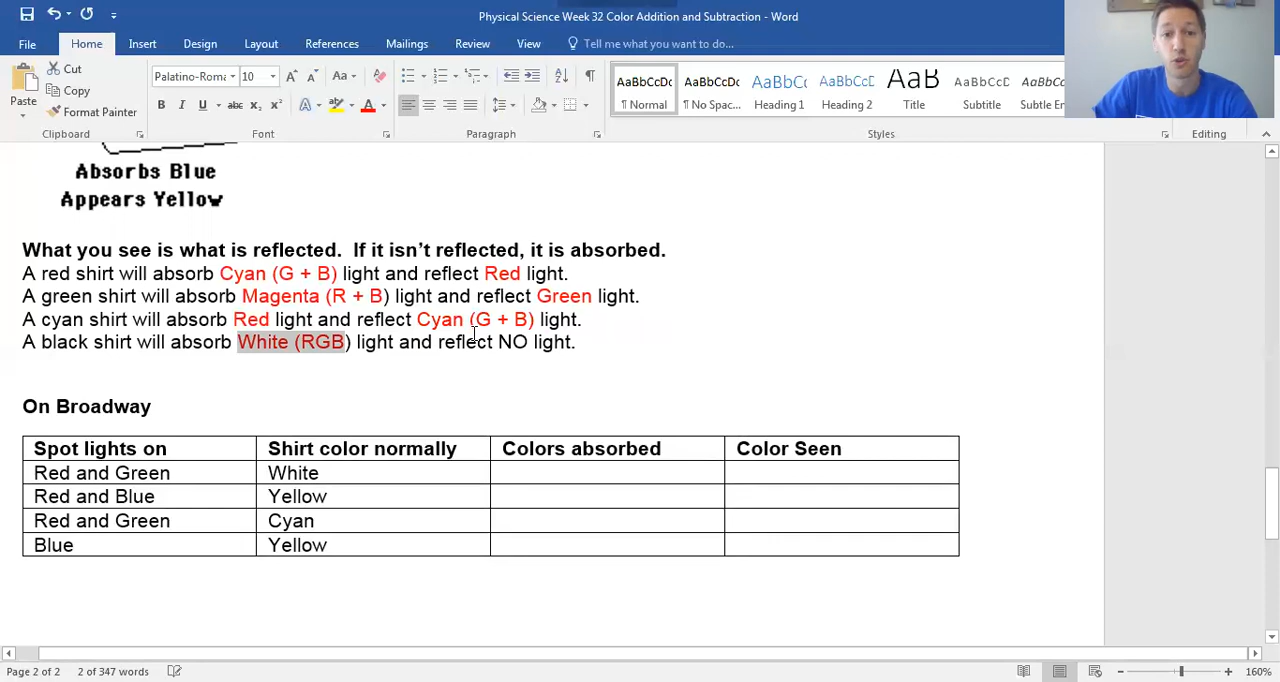 Physical Science Week 32 Color Addition and Subtraction - Word
File Home Insert Design Layout References Mailings Review View Tell me what you want to do...
Paste
Cut
Copy
Format Painter
Palatino-Roma 10
B I U abc X₂ X² A A
Aa
AaBbCcDc AaBbCcDc AaBbCc AaBbCcD AaB AaBbCcD AaBbCcDc
¶ Normal ¶ No Spac... Heading 1 Heading 2 Title Subtitle Subtle Em
Clipboard Font Paragraph Styles Editing
Absorbs Blue
Appears Yellow
What you see is what is reflected. If it isn't reflected, it is absorbed.
A red shirt will absorb Cyan (G + B) light and reflect Red light.
A green shirt will absorb Magenta (R + B) light and reflect Green light.
A cyan shirt will absorb Red light and reflect Cyan (G + B) light.
A black shirt will absorb White (RGB) light and reflect NO light.
On Broadway
Spot lights on Shirt color normally Colors absorbed Color Seen
Red and Green White
Red and Blue Yellow
Red and Green Cyan
Blue Yellow
Page 2 of 2 2 of 347 words 160%